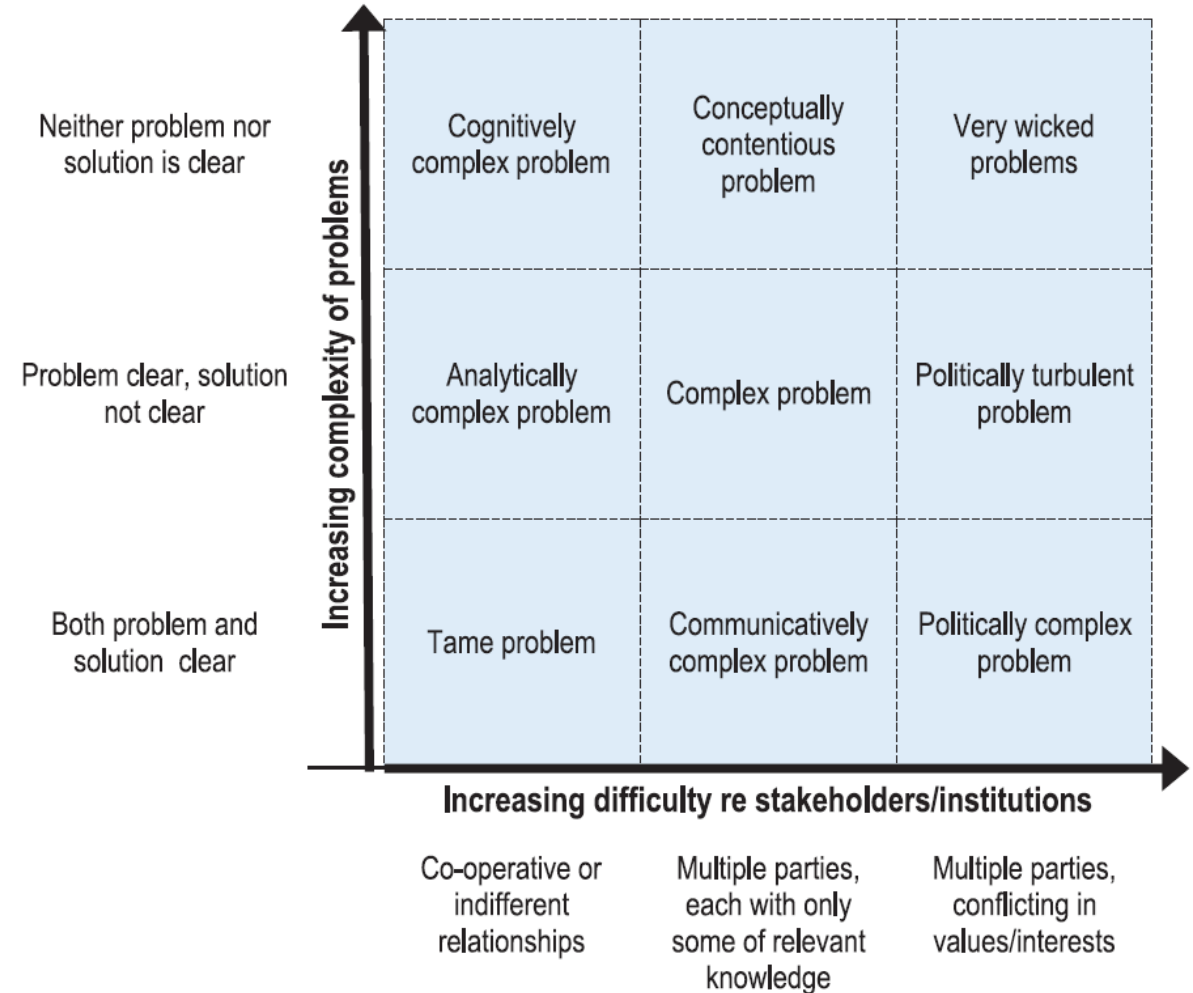 Neither problem nor
solution is clear
Cognitively
complex problem
Conceptually
contentious
problem
Very wicked
problems
Increasing complexity of problems
Problem clear, solution
not clear
Analytically
complex problem
Complex problem
Politically turbulent
problem
Both problem and
solution clear
Tame problem
Communicatively
complex problem
Politically complex
problem
Increasing difficulty re stakeholders/institutions
Co-operative or
indifferent
relationships
Multiple parties,
each with only
some of relevant
knowledge
Multiple parties,
conflicting in
values/interests